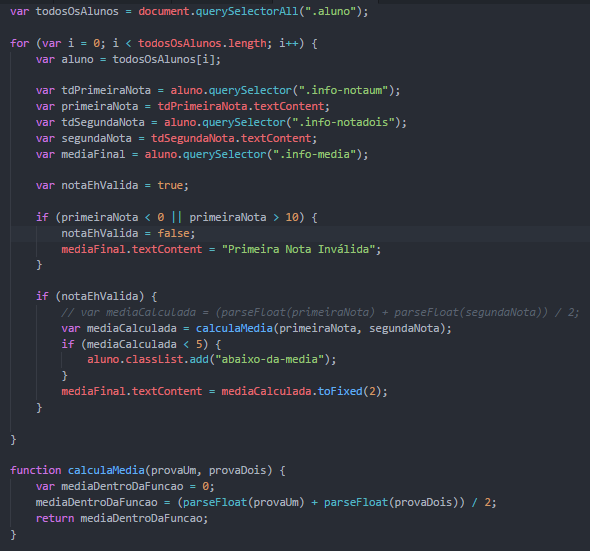 var todosOsAlunos = document.querySelectorAll(".aluno");
for (var i = 0; i < todosOsAlunos.length; i++) {
var aluno = todosOsAlunos[i];
var tdPrimeiraNota = aluno.querySelector(".info-notaum");
var primeiraNota = tdPrimeiraNota.textContent;
var tdSegundaNota = aluno.querySelector(".info-notadois");
var segundaNota = tdSegundaNota.textContent;
var mediaFinal = aluno.querySelector(".info-media");
var notaEhValida = true;
if (primeiraNota < 0 || primeiraNota > 10) {
notaEhValida = false;
mediaFinal.textContent = "Primeira Nota Inválida";
}
if (notaEhValida) {
// var mediaCalculada = (parseFloat(primeiraNota) + parseFloat(segundaNota)) / 2;
var mediaCalculada = calculaMedia(primeiraNota, segundaNota);
if (mediaCalculada < 5) {
aluno.classList.add("abaixo-da-media");
}
mediaFinal.textContent = mediaCalculada.toFixed(2);
}
}
function calculaMedia(provaUm, provaDois) {
var mediaDentroDaFuncao = 0;
mediaDentroDaFuncao = (parseFloat(provaUm) + parseFloat(provaDois)) / 2;
return mediaDentroDaFuncao;
}